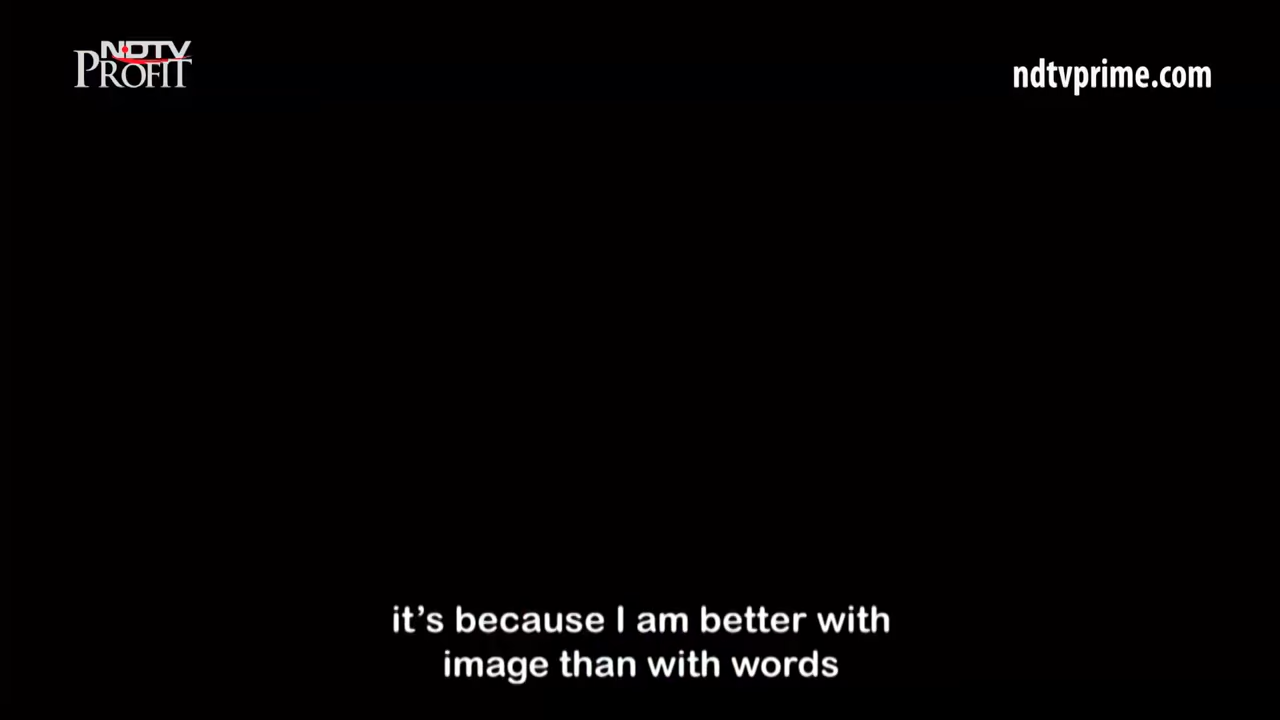 NDTV
PROFIT
ndtvprime.com
it's because I am better with
image than with words